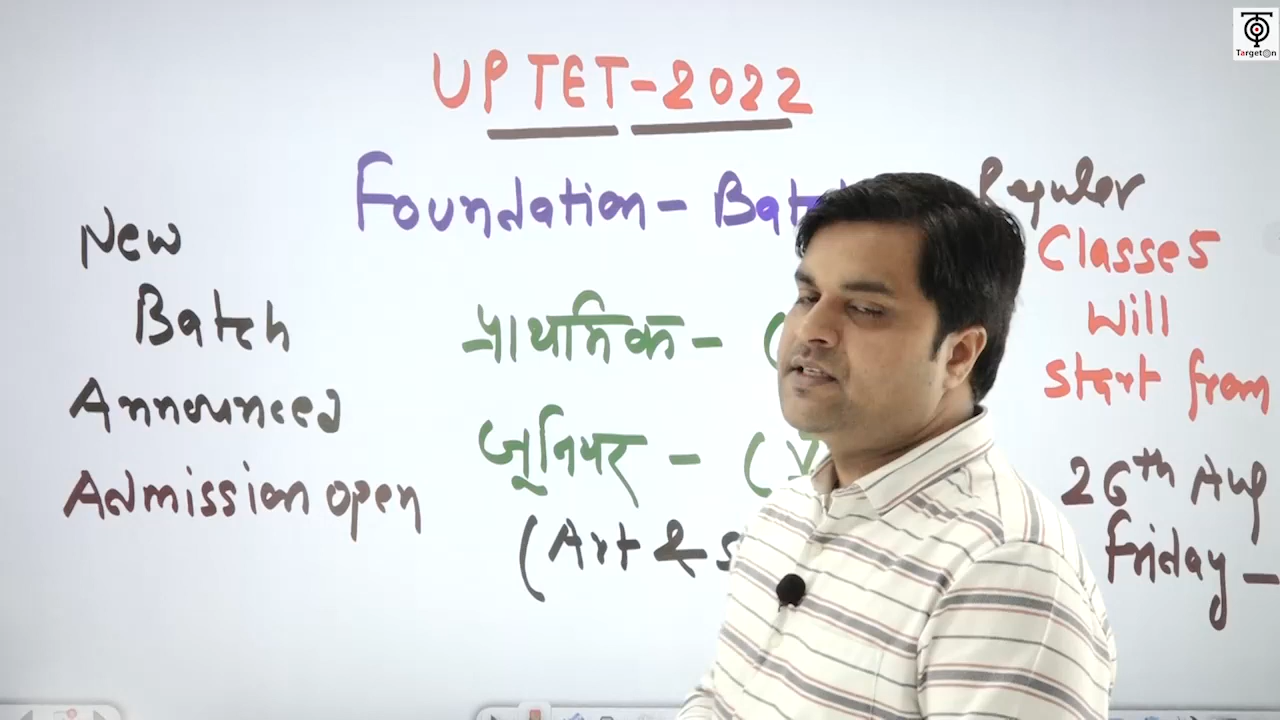 UPTET-2022
Foundation - Bat
New
Batch
Announced
Admission open
प्राथमिक - (
जूनियर - (V
(Art & S
Regular
Classes
Will
start from
26th Aug
Friday -
TargetOn